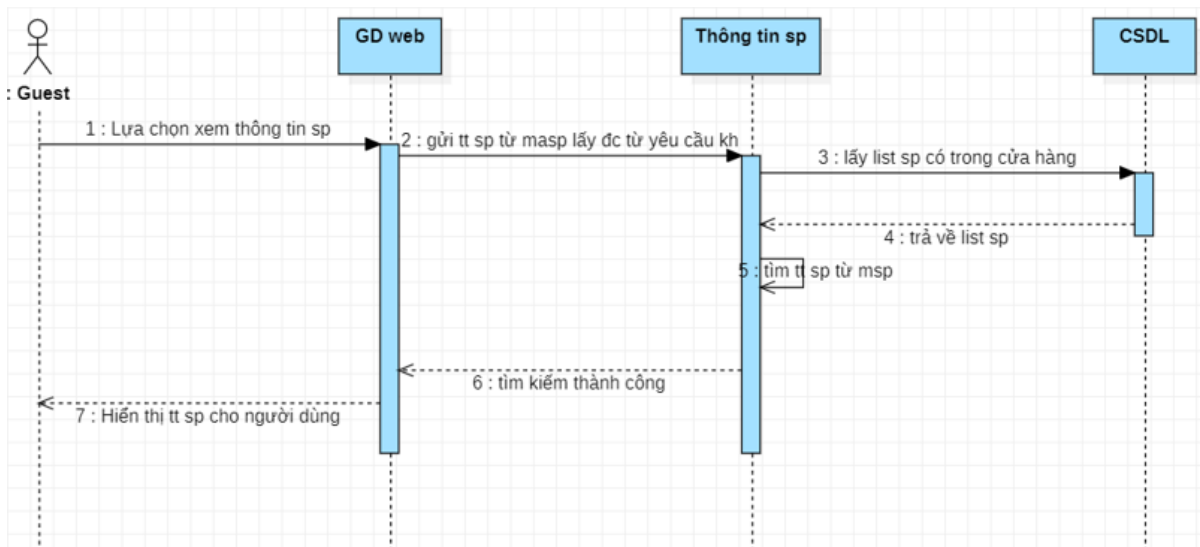 GD web
Thông tin sp
CSDL
: Guest
1 : Lựa chọn xem thông tin sp
2 : gửi tt sp từ masp lấy đc từ yêu cầu kh
3 : lấy list sp có trong cửa hàng
4 : trả về list sp
5 : tìm tt sp từ msp
6 : tìm kiếm thành công
7 : Hiển thị tt sp cho người dùng